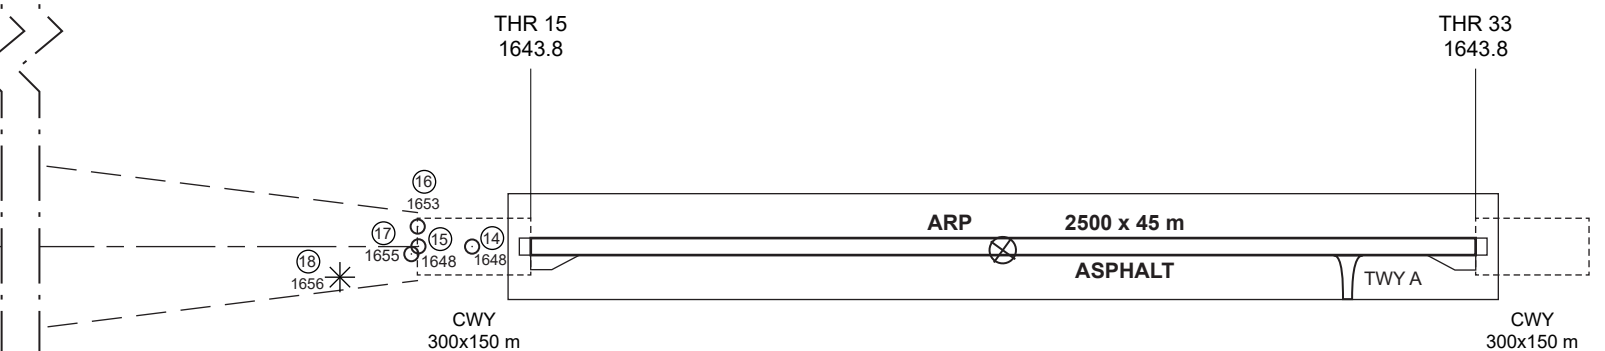 THR 15
1643.8
THR 33
1643.8
16
1653
17
1655
15
1648
14
1648
18
1656
ARP
2500 x 45 m
ASPHALT
TWY A
CWY
300x150 m
CWY
300x150 m